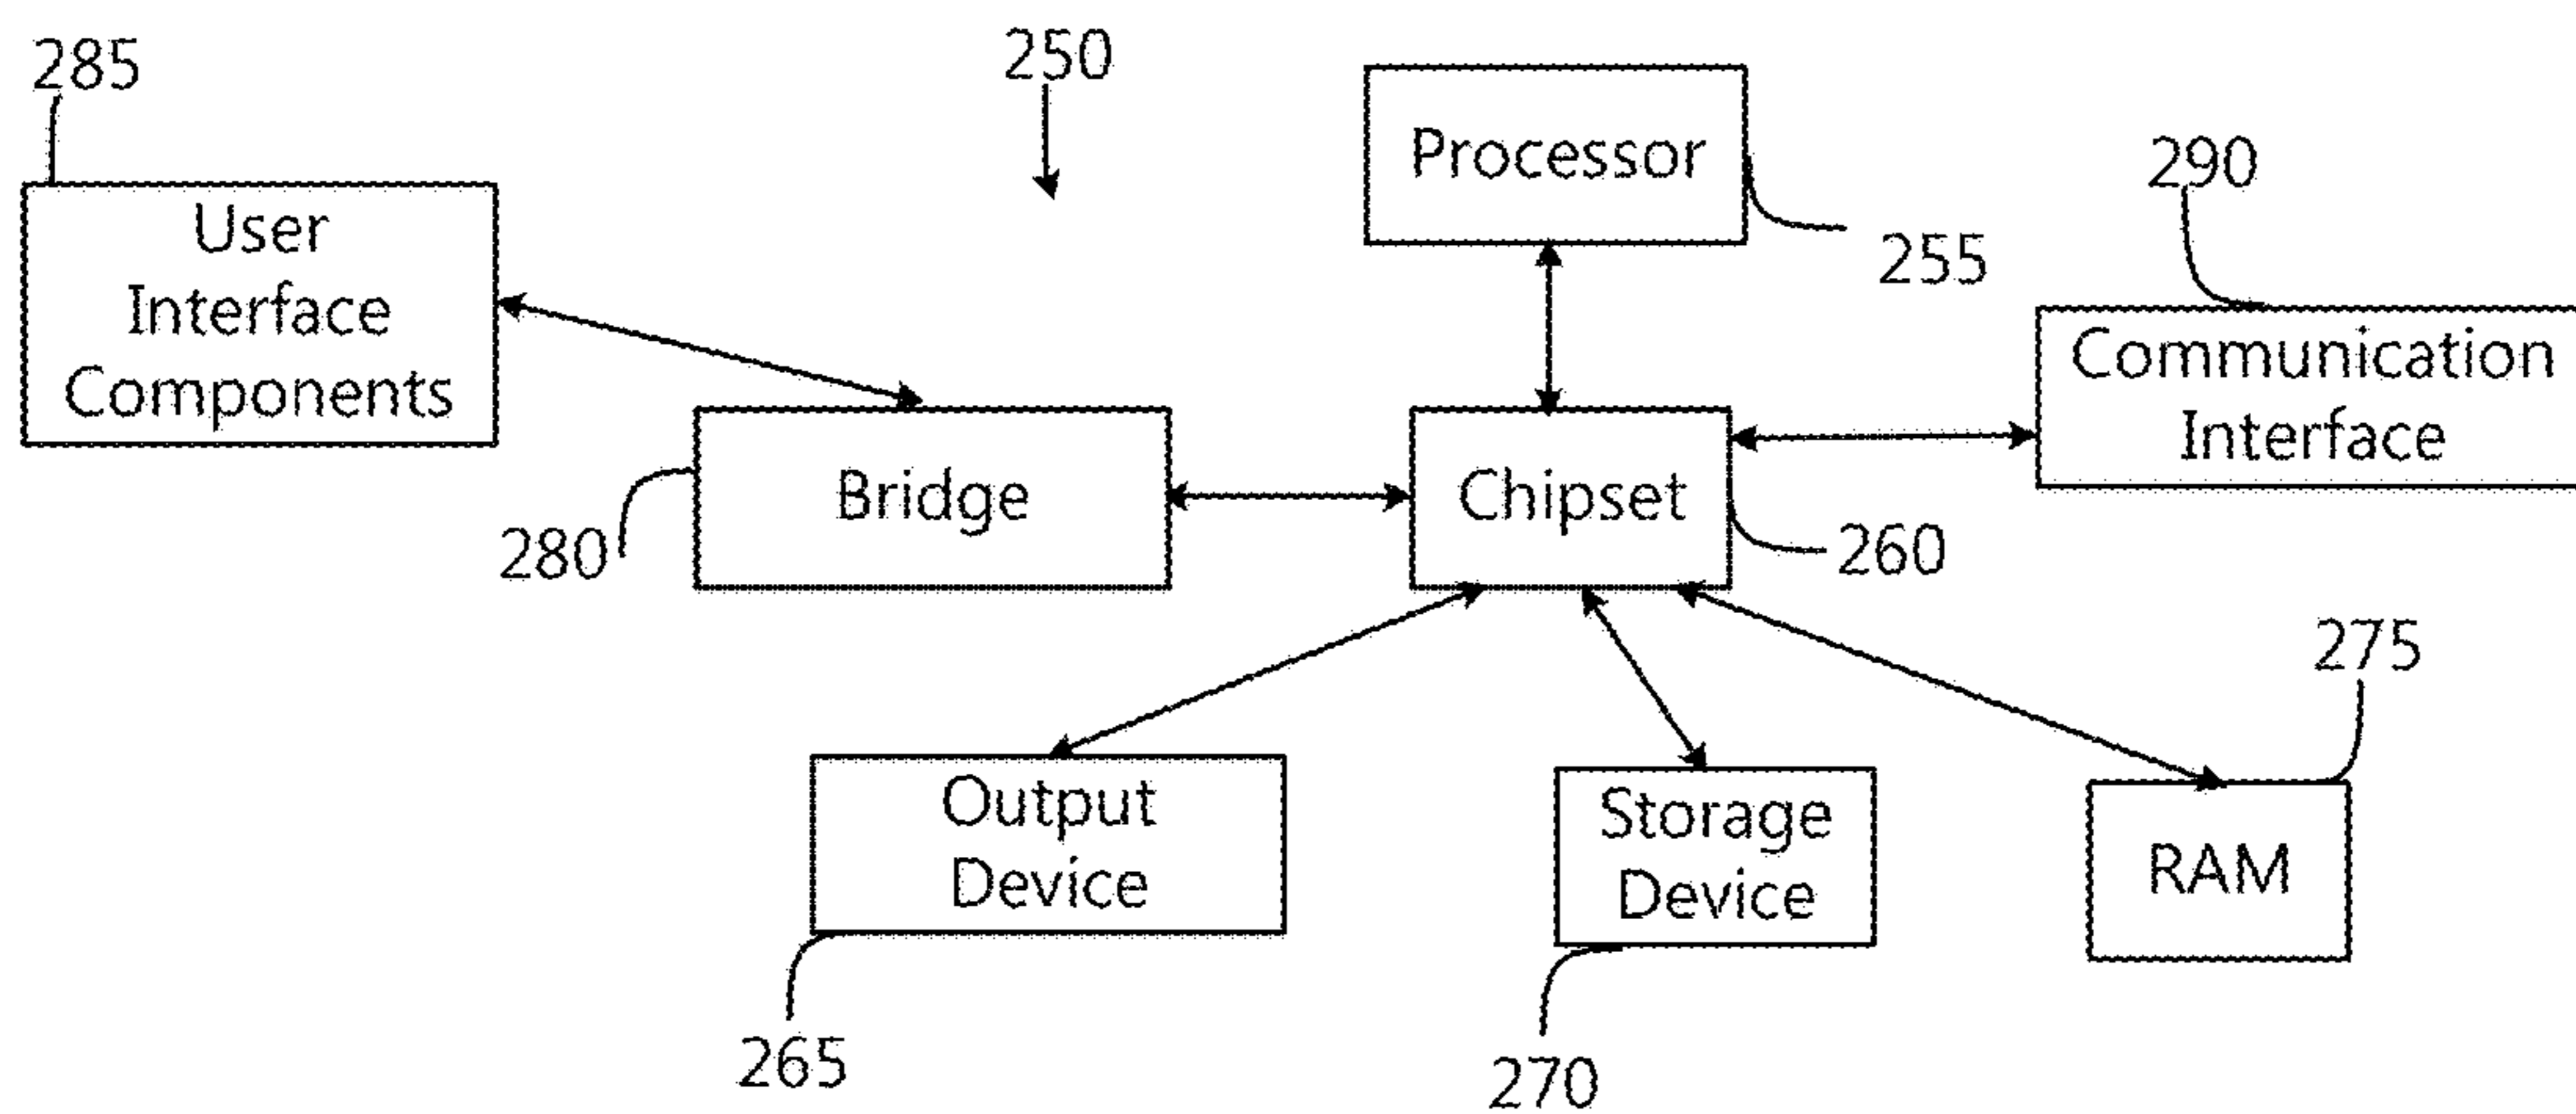 285
250
Processor
290
User
Interface
Components
255
Communication
Interface
Bridge
Chipset
280
260
275
Output
Device
Storage
Device
RAM
265
270